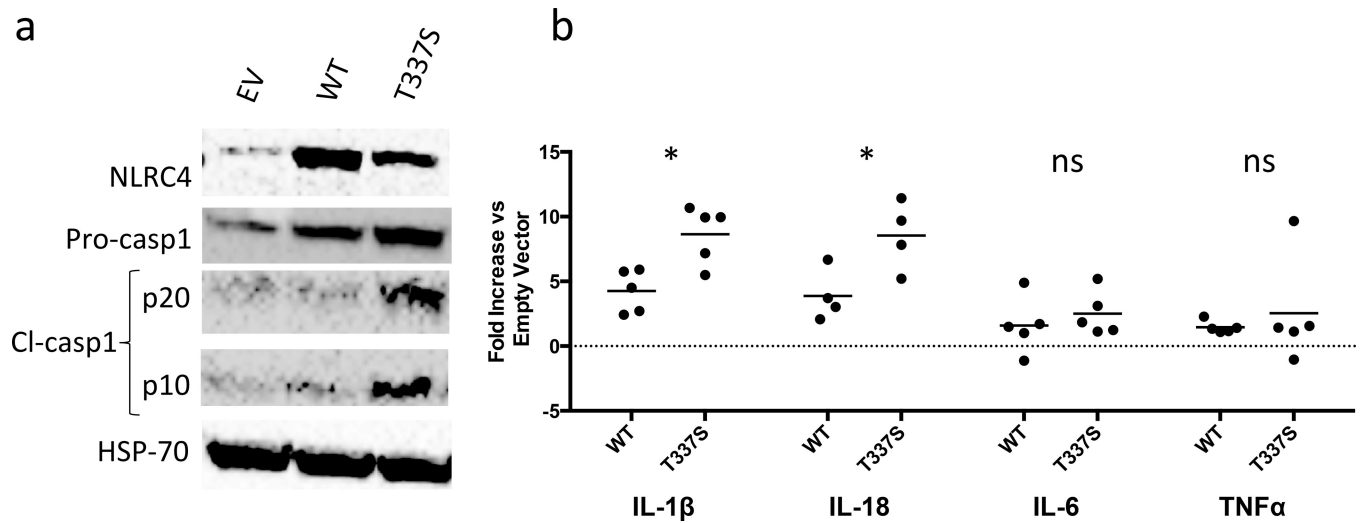 a
EV WT T337S
NLRC4
Pro-casp1
p20
Cl-casp1
p10
HSP-70
b
Fold Increase vs
Empty Vector
15
10
5
0
-5
* * ns ns
WT T337S WT T337S WT T337S WT T337S
IL-1β IL-18 IL-6 TNFα